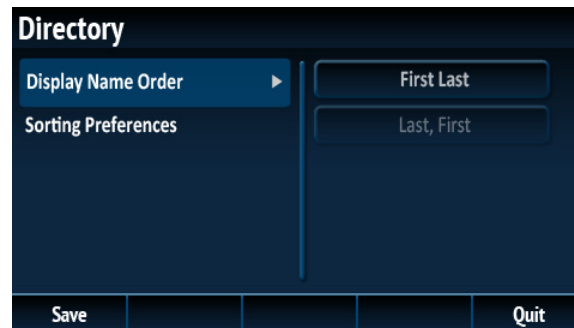 Directory
Display Name Order
First Last
Sorting Preferences
Last, First
Save
Quit